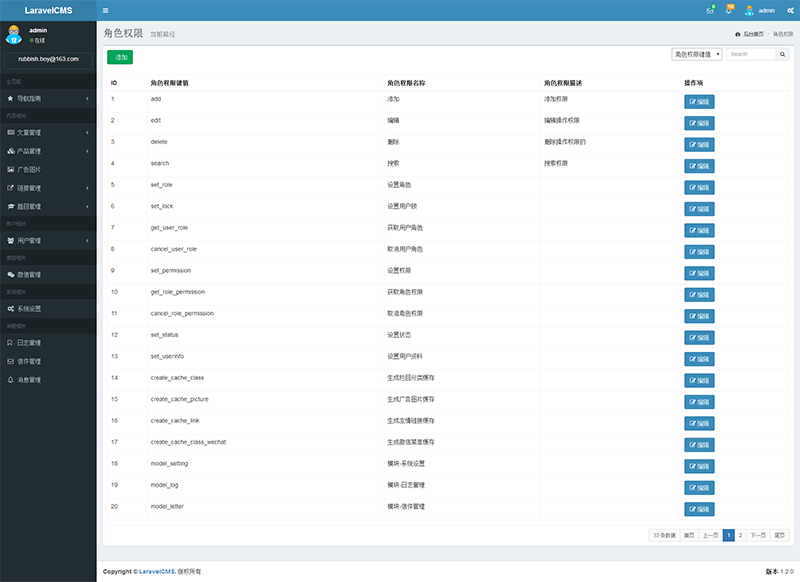 LaravelCMS
8
10
admin
admin
在线
rubbish.boy@163.com
主导航
导航指南
内容相关
文章管理
产品管理
广告图片
链接管理
题目管理
用户相关
用户管理
微信相关
微信管理
系统相关
系统设置
消息相关
日志管理
信件管理
消息管理
角色权限 当前路径
后台首页 > 角色权限
添加
角色权限键值
Search
ID 角色权限键值 角色权限名称 角色权限描述 操作项
1 add 添加 添加权限 编辑
2 edit 编辑 编辑操作权限 编辑
3 delete 删除 删除操作权限的 编辑
4 search 搜索 搜索权限 编辑
5 set_role 设置角色 编辑
6 set_lock 设置用户锁 编辑
7 get_user_role 获取用户角色 编辑
8 cancel_user_role 取消用户角色 编辑
9 set_permission 设置权限 编辑
10 get_role_permission 获取角色权限 编辑
11 cancel_role_permission 取消角色权限 编辑
12 set_status 设置状态 编辑
13 set_userinfo 设置用户资料 编辑
14 create_cache_class 生成栏目分类缓存 编辑
15 create_cache_picture 生成广告图片缓存 编辑
16 create_cache_link 生成友情链接缓存 编辑
17 create_cache_class_wechat 生成微信菜单缓存 编辑
18 model_setting 模块-系统设置 编辑
19 model_log 模块-日志管理 编辑
20 model_letter 模块-信件管理 编辑
33 条数据 首页 上一页 1 2 下一页 尾页
Copyright © LaravelCMS. 版权所有.
版本 1.2.0